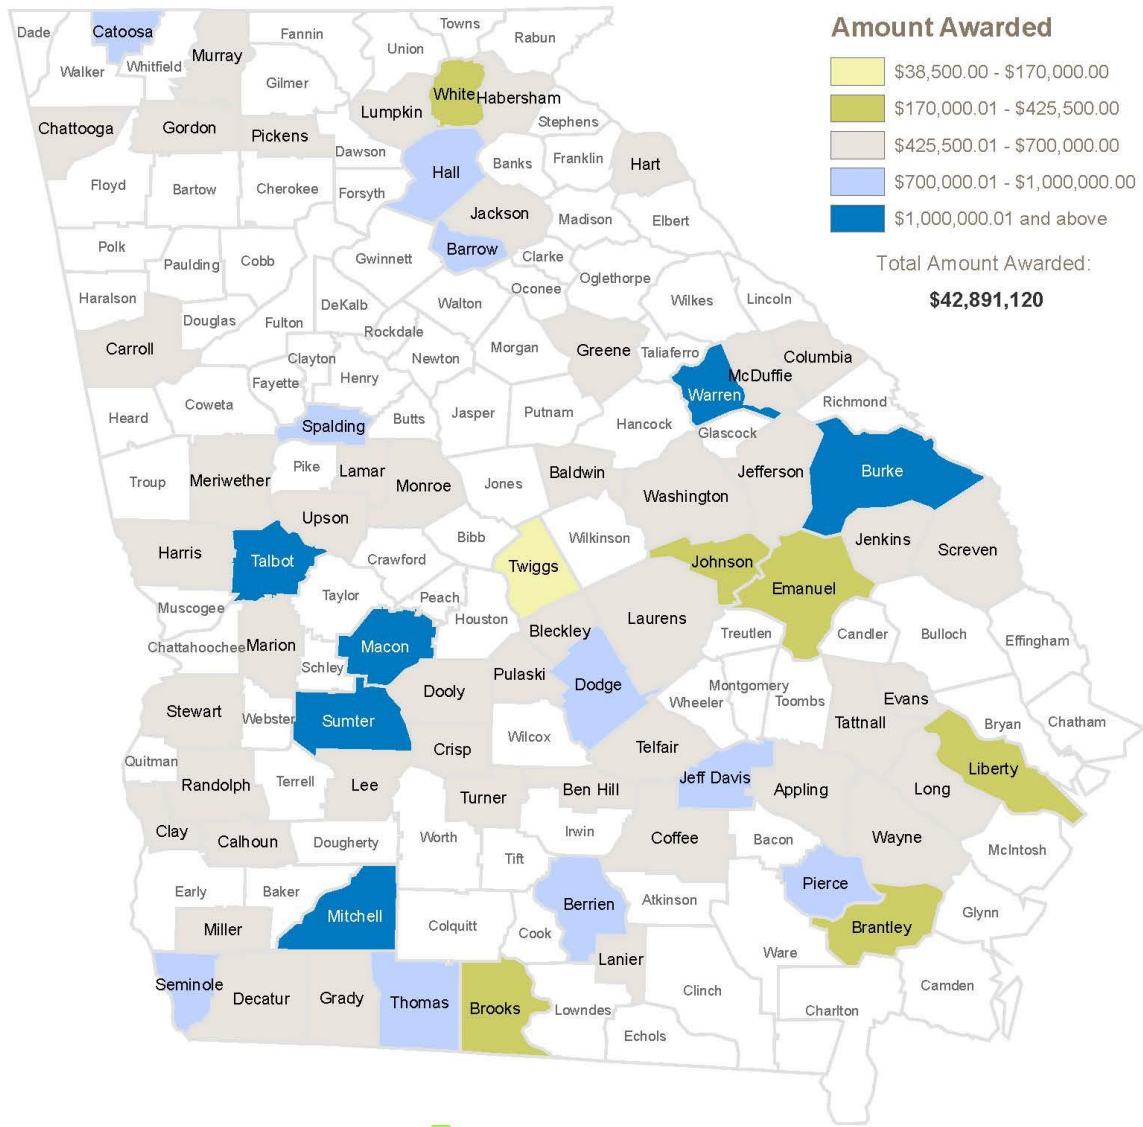 Amount Awarded
$38,500.00 - $170,000.00
$170,000.01 - $425,500.00
$425,500.01 - $700,000.00
$700,000.01 - $1,000,000.00
$1,000,000.01 and above
Total Amount Awarded:
$42,891,120
Dade
Catoosa
Fannin
Towns
Union
Rabun
Walker
Whitfield
Murray
Gilmer
White
Habersham
Lumpkin
Stephens
Chattooga
Gordon
Pickens
Dawson
Hall
Banks
Franklin
Hart
Floyd
Bartow
Cherokee
Forsyth
Jackson
Madison
Elbert
Polk
Paulding
Cobb
Gwinnett
Barrow
Clarke
Oconee
Oglethorpe
Wilkes
Lincoln
Haralson
Douglas
Fulton
DeKalb
Rockdale
Walton
Newton
Morgan
Greene
Taliaferro
Columbia
McDuffie
Warren
Carroll
Clayton
Fayette
Henry
Heard
Coweta
Spalding
Butts
Jasper
Putnam
Hancock
Glascock
Richmond
Troup
Meriwether
Pike
Lamar
Monroe
Jones
Baldwin
Washington
Jefferson
Burke
Upson
Harris
Talbot
Crawford
Bibb
Twiggs
Wilkinson
Johnson
Emanuel
Jenkins
Screven
Muscogee
Taylor
Peach
Houston
Bleckley
Laurens
Treutlen
Candler
Bulloch
Effingham
Chattahoochee
Marion
Schley
Macon
Dooly
Pulaski
Dodge
Wheeler
Montgomery
Toombs
Tattnall
Evans
Bryan
Chatham
Stewart
Webster
Sumter
Crisp
Wilcox
Telfair
Jeff Davis
Appling
Long
Liberty
Quitman
Randolph
Terrell
Lee
Turner
Ben Hill
Coffee
Bacon
Wayne
McIntosh
Clay
Calhoun
Dougherty
Worth
Tift
Irwin
Early
Baker
Mitchell
Miller
Colquitt
Cook
Berrien
Atkinson
Pierce
Brantley
Glynn
Ware
Seminole
Decatur
Grady
Thomas
Brooks
Lanier
Lowndes
Clinch
Echols
Charlton
Camden